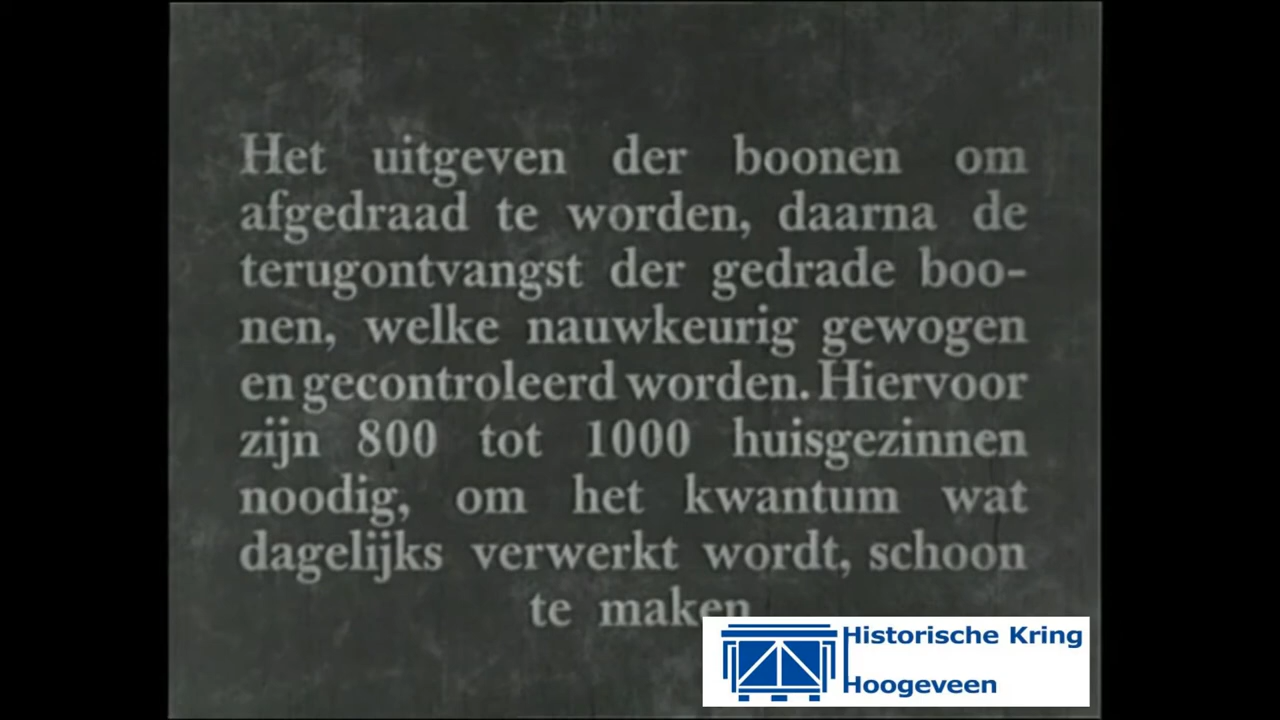 Het uitgeven der boonen om
afgedraad te worden, daarna de
terugontvangst der gedrade boo-
nen, welke nauwkeurig gewogen
en gecontroleerd worden. Hiervoor
zijn 800 tot 1000 huisgezinnen
noodig, om het kwantum wat
dagelijks verwerkt wordt, schoon
te maken
Historische Kring
Hoogeveen